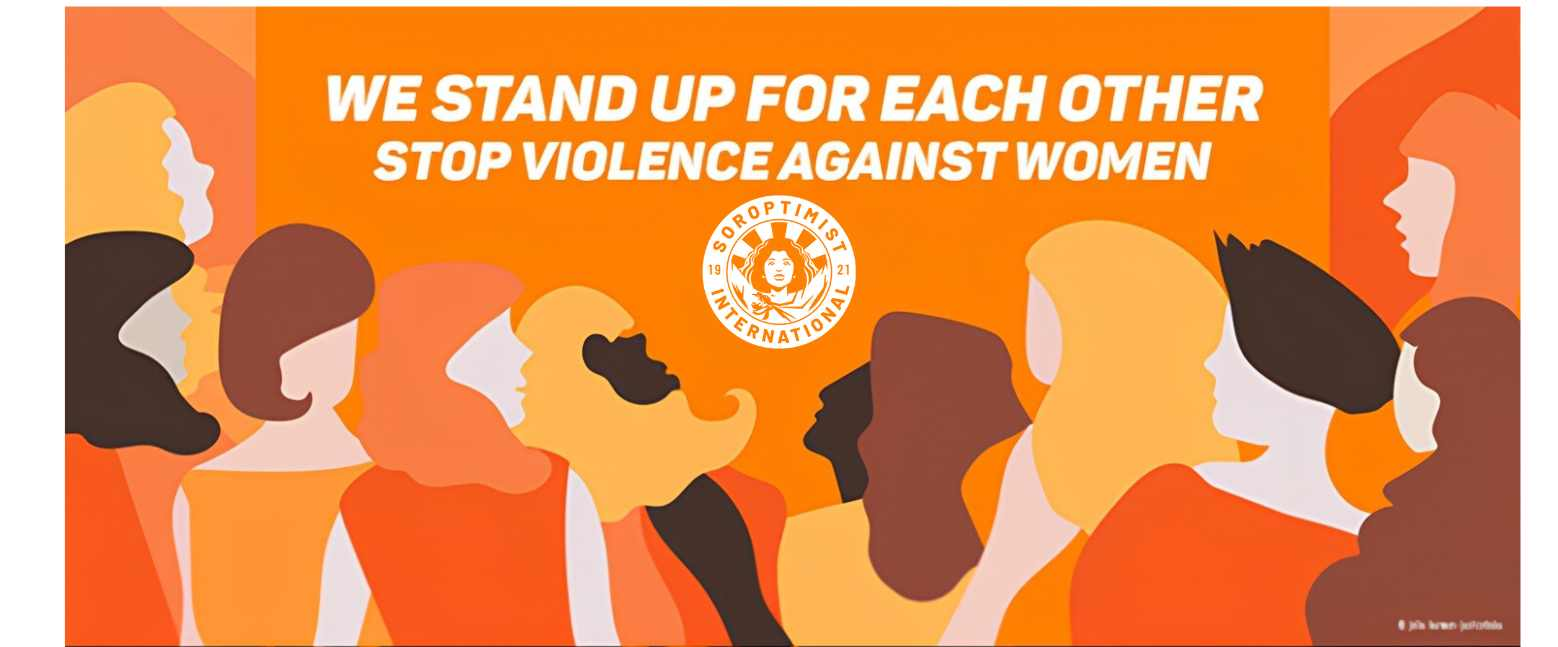 WE STAND UP FOR EACH OTHER
STOP VIOLENCE AGAINST WOMEN
SOROPTIMIST
19 21
INTERNATIONAL